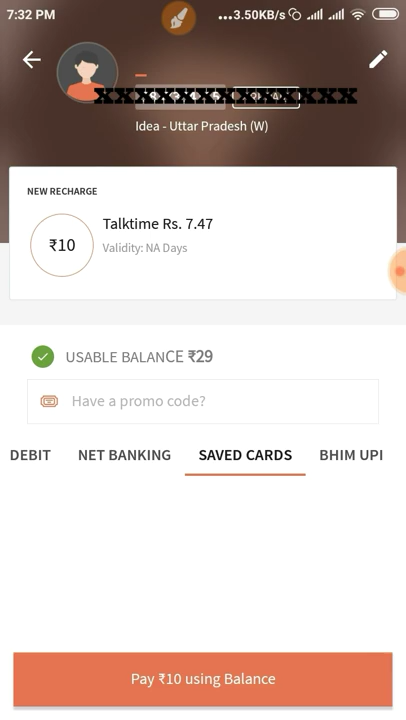 7:32 PM ...3.50KB/s
Idea - Uttar Pradesh (W)
NEW RECHARGE
₹10
Talktime Rs. 7.47
Validity: NA Days
USABLE BALANCE ₹29
Have a promo code?
DEBIT NET BANKING SAVED CARDS BHIM UPI
Pay ₹10 using Balance